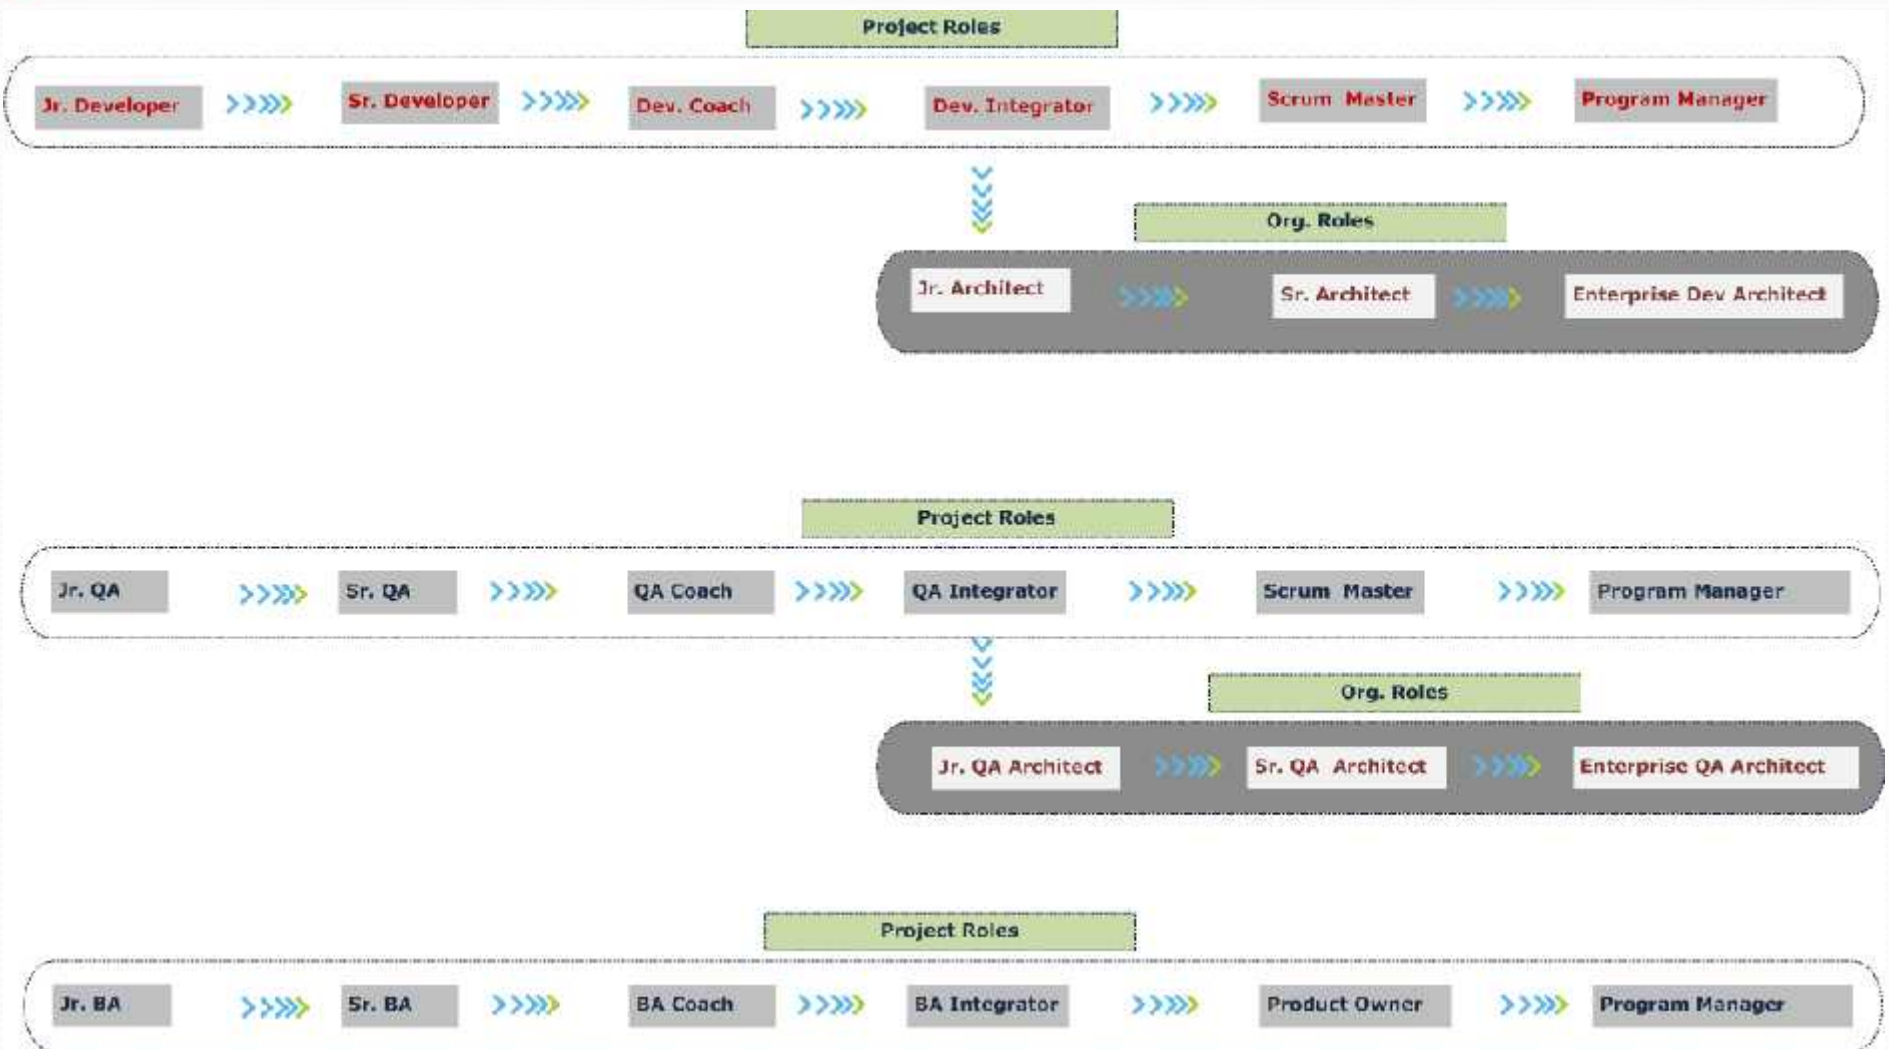 Project Roles
Jr. Developer Sr. Developer Dev. Coach Dev. Integrator Scrum Master Program Manager
Org. Roles
Jr. Architect Sr. Architect Enterprise Dev Architect
Project Roles
Jr. QA Sr. QA QA Coach QA Integrator Scrum Master Program Manager
Org. Roles
Jr. QA Architect Sr. QA Architect Enterprise QA Architect
Project Roles
Jr. BA Sr. BA BA Coach BA Integrator Product Owner Program Manager